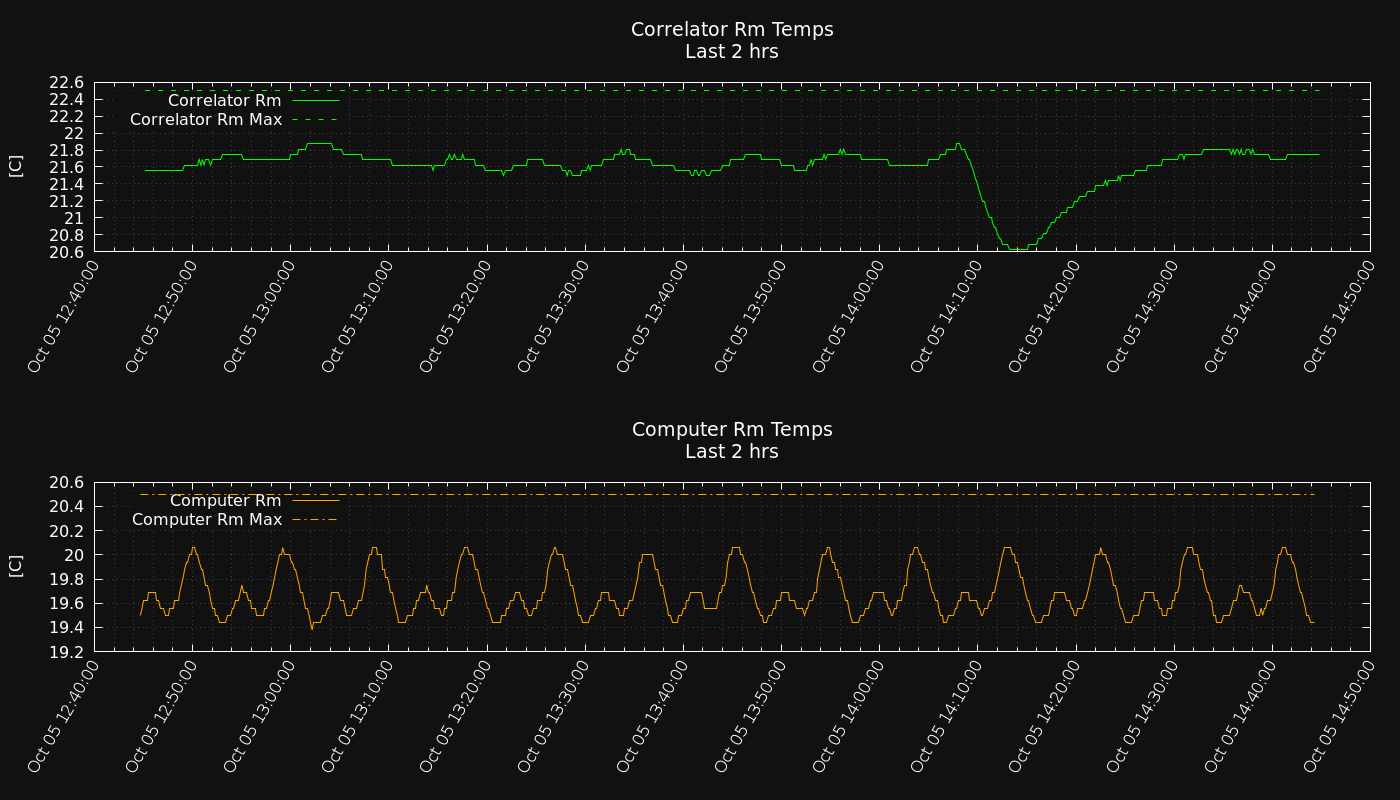 Correlator Rm Temps
Last 2 hrs
22.6
22.4
22.2
22
21.8
21.6
21.4
21.2
21
20.8
20.6
[C]
Correlator Rm
Correlator Rm Max
Oct 05 12:40:00
Oct 05 12:50:00
Oct 05 13:00:00
Oct 05 13:10:00
Oct 05 13:20:00
Oct 05 13:30:00
Oct 05 13:40:00
Oct 05 13:50:00
Oct 05 14:00:00
Oct 05 14:10:00
Oct 05 14:20:00
Oct 05 14:30:00
Oct 05 14:40:00
Oct 05 14:50:00
Computer Rm Temps
Last 2 hrs
20.6
20.4
20.2
20
19.8
19.6
19.4
19.2
[C]
Computer Rm
Computer Rm Max
Oct 05 12:40:00
Oct 05 12:50:00
Oct 05 13:00:00
Oct 05 13:10:00
Oct 05 13:20:00
Oct 05 13:30:00
Oct 05 13:40:00
Oct 05 13:50:00
Oct 05 14:00:00
Oct 05 14:10:00
Oct 05 14:20:00
Oct 05 14:30:00
Oct 05 14:40:00
Oct 05 14:50:00